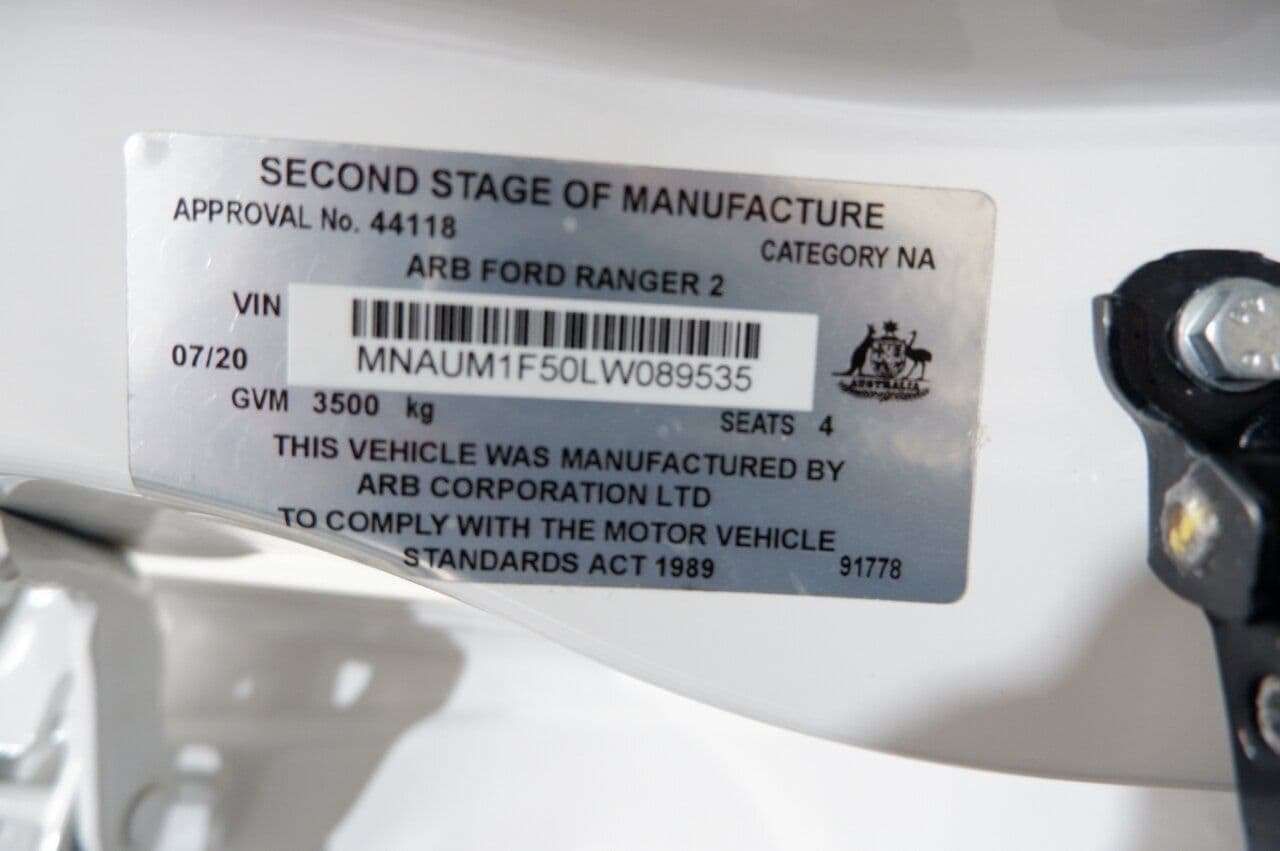 SECOND STAGE OF MANUFACTURE
APPROVAL No. 44118
CATEGORY NA
ARB FORD RANGER 2
VIN
MNAUM1F50LW089535
07/20
AUSTRALIA
GVM 3500 kg
SEATS 4
THIS VEHICLE WAS MANUFACTURED BY
ARB CORPORATION LTD
TO COMPLY WITH THE MOTOR VEHICLE
STANDARDS ACT 1989
91778